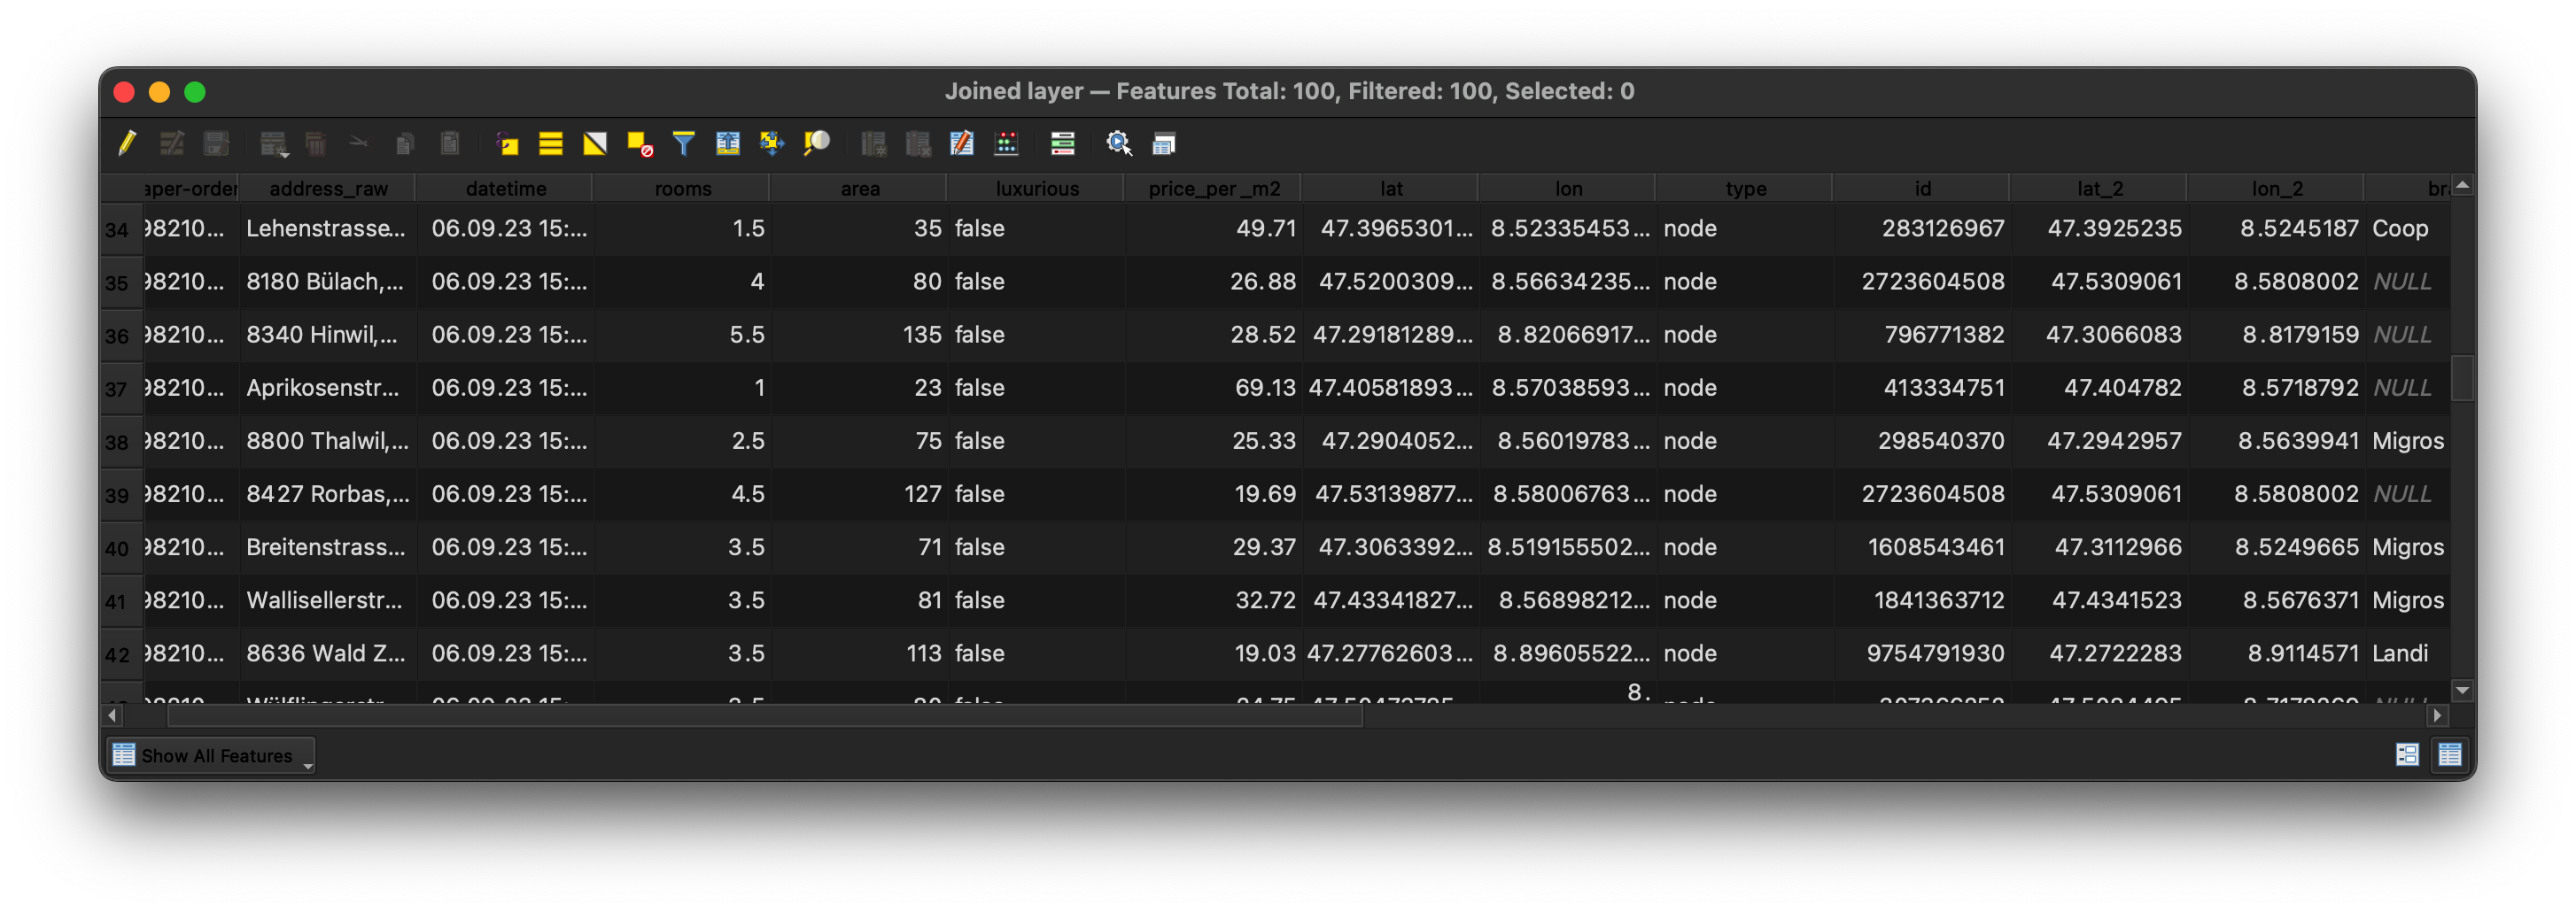 Joined layer — Features Total: 100, Filtered: 100, Selected: 0
aper-order address_raw datetime rooms area luxurious price_per_m2 lat lon type id lat_2 lon_2 bra
34 98210... Lehenstrasse... 06.09.23 15:... 1.5 35 false 49.71 47.3965301... 8.52335453... node 283126967 47.3925235 8.5245187 Coop
35 98210... 8180 Bülach,... 06.09.23 15:... 4 80 false 26.88 47.5200309... 8.56634235... node 2723604508 47.5309061 8.5808002 NULL
36 98210... 8340 Hinwil,... 06.09.23 15:... 5.5 135 false 28.52 47.29181289... 8.82066917... node 796771382 47.3066083 8.8179159 NULL
37 98210... Aprikosenstr... 06.09.23 15:... 1 23 false 69.13 47.40581893... 8.57038593... node 413334751 47.404782 8.5718792 NULL
38 98210... 8800 Thalwil,... 06.09.23 15:... 2.5 75 false 25.33 47.2904052... 8.56019783... node 298540370 47.2942957 8.5639941 Migros
39 98210... 8427 Rorbas,... 06.09.23 15:... 4.5 127 false 19.69 47.53139877... 8.58006763... node 2723604508 47.5309061 8.5808002 NULL
40 98210... Breitenstrass... 06.09.23 15:... 3.5 71 false 29.37 47.3063392... 8.519155502... node 1608543461 47.3112966 8.5249665 Migros
41 98210... Wallisellerstr... 06.09.23 15:... 3.5 81 false 32.72 47.43341827... 8.56898212... node 1841363712 47.4341523 8.5676371 Migros
42 98210... 8636 Wald Z... 06.09.23 15:... 3.5 113 false 19.03 47.27762603... 8.89605522... node 9754791930 47.2722283 8.9114571 Landi
8.
Show All Features